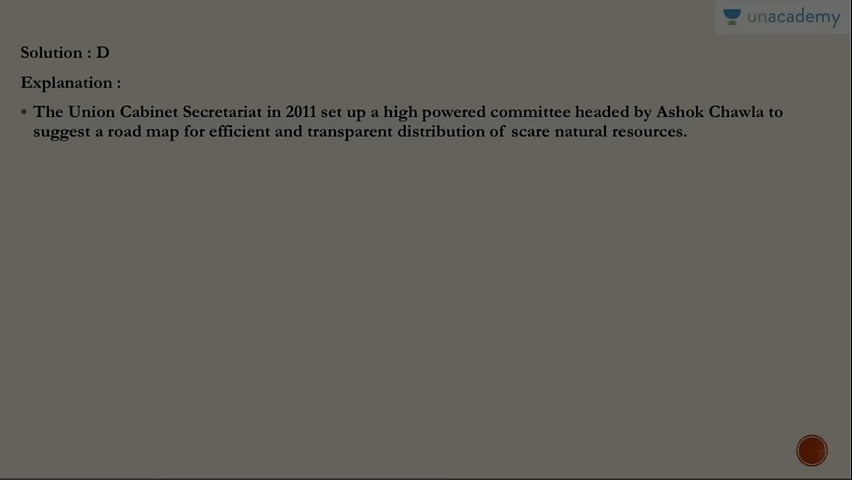 unacademy
Solution : D
Explanation :
▪ The Union Cabinet Secretariat in 2011 set up a high powered committee headed by Ashok Chawla to
suggest a road map for efficient and transparent distribution of scare natural resources.